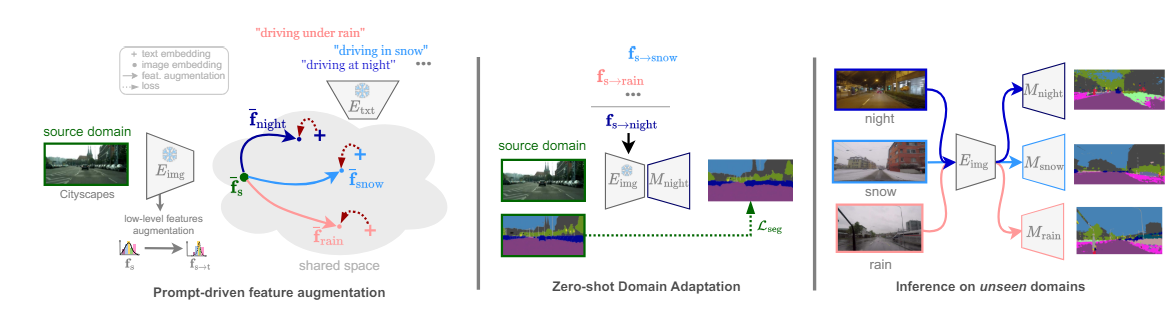 "driving under rain"
"driving in snow"
"driving at night" •••
+ text embedding
• image embedding
→ feat. augmentation
⇢ loss
E_txt
f̄_night
source domain
E_img
f̄_s
f̄_snow
Cityscapes
low-level features
augmentation
f̄_rain
f_s
f_s→t
shared space
Prompt-driven feature augmentation
f_s→snow
f_s→rain
•••
f_s→night
source domain
E_img
M_night
ℒ_seg
Zero-shot Domain Adaptation
night
M_night
E_img
snow
M_snow
M_rain
rain
Inference on unseen domains